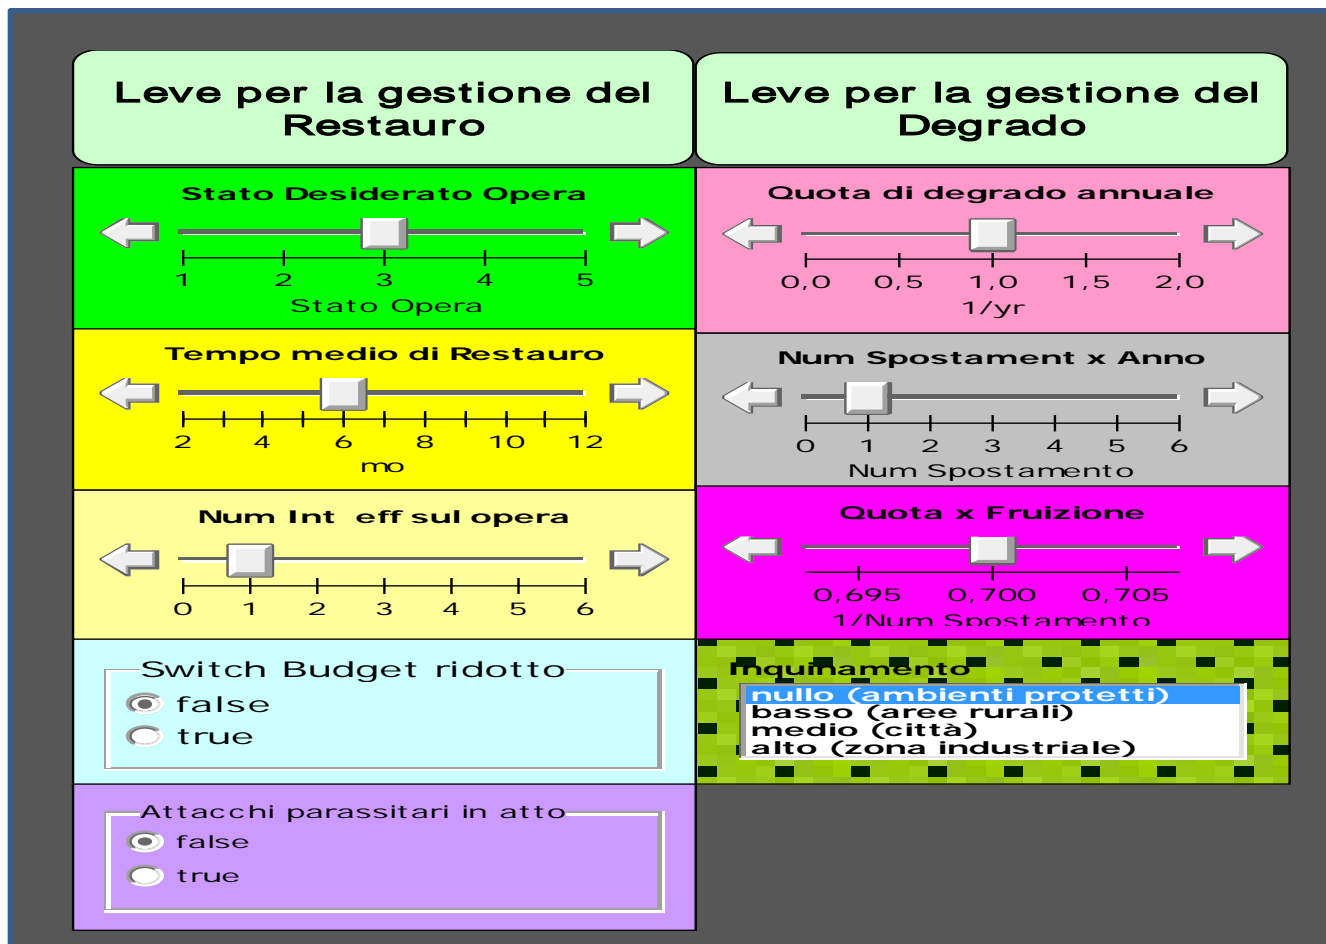 Leve per la gestione del
Restauro
Stato Desiderato Opera
1 2 3 4 5
Stato Opera
Tempo medio di Restauro
2 4 6 8 10 12
mo
Num Int eff sul opera
0 1 2 3 4 5 6
Switch Budget ridotto
false
true
Attacchi parassitari in atto
false
true
Leve per la gestione del
Degrado
Quota di degrado annuale
0,0 0,5 1,0 1,5 2,0
1/yr
Num Spostament x Anno
0 1 2 3 4 5 6
Num Spostamento
Quota x Fruizione
0,695 0,700 0,705
1/Num Spostamento
Inquinamento
nullo (ambienti protetti)
basso (aree rurali)
medio (città)
alto (zona industriale)